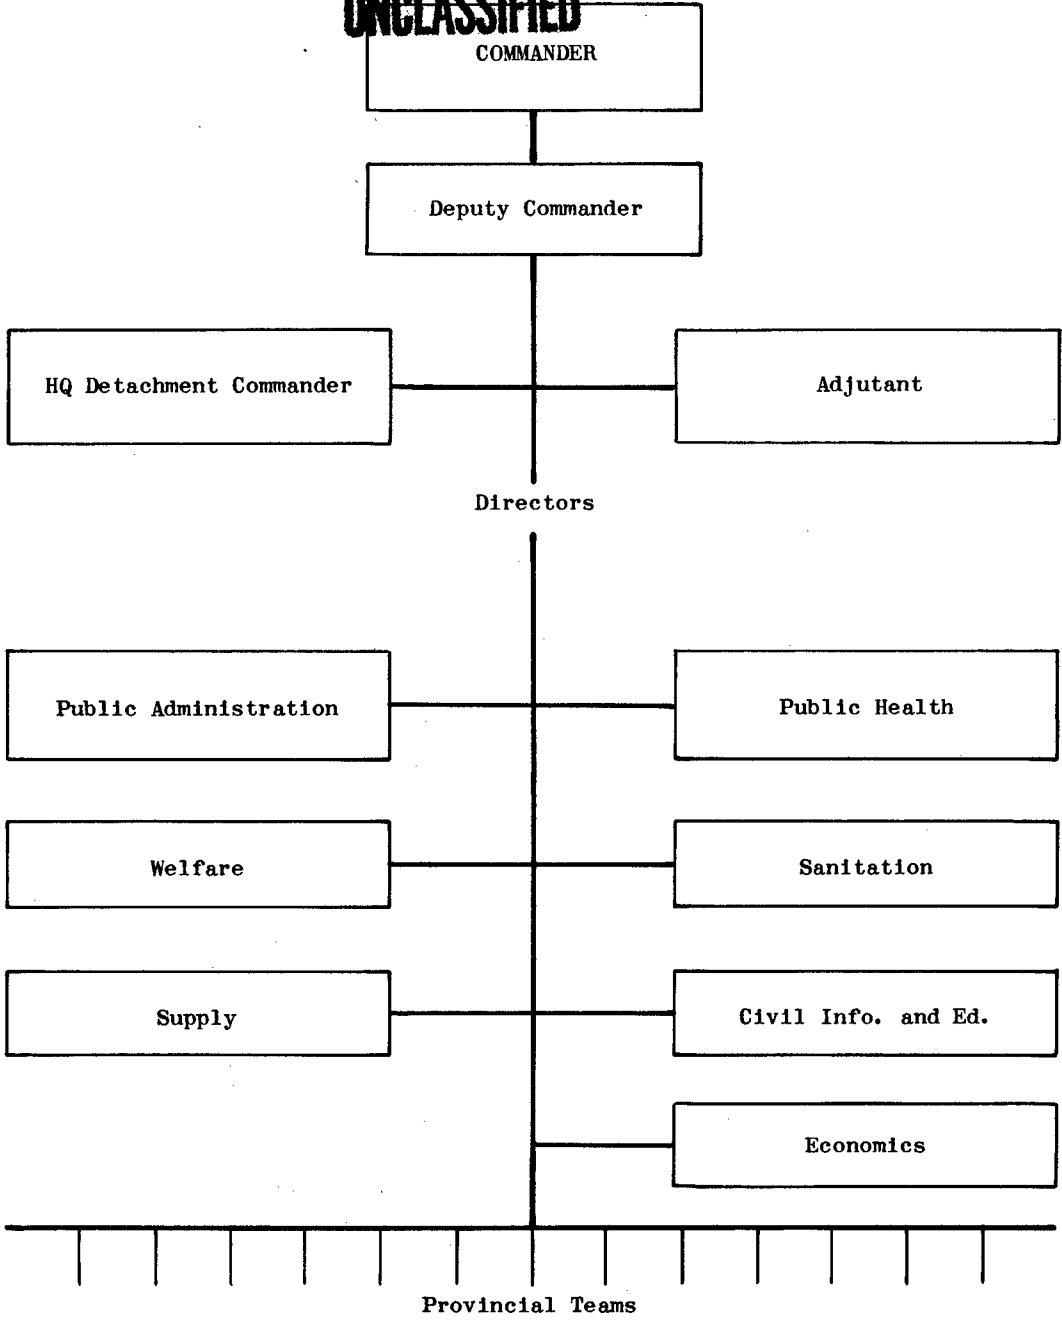 UNCLASSIFIED
COMMANDER
Deputy Commander
HQ Detachment Commander
Adjutant
Directors
Public Administration
Public Health
Welfare
Sanitation
Supply
Civil Info. and Ed.
Economics
Provincial Teams